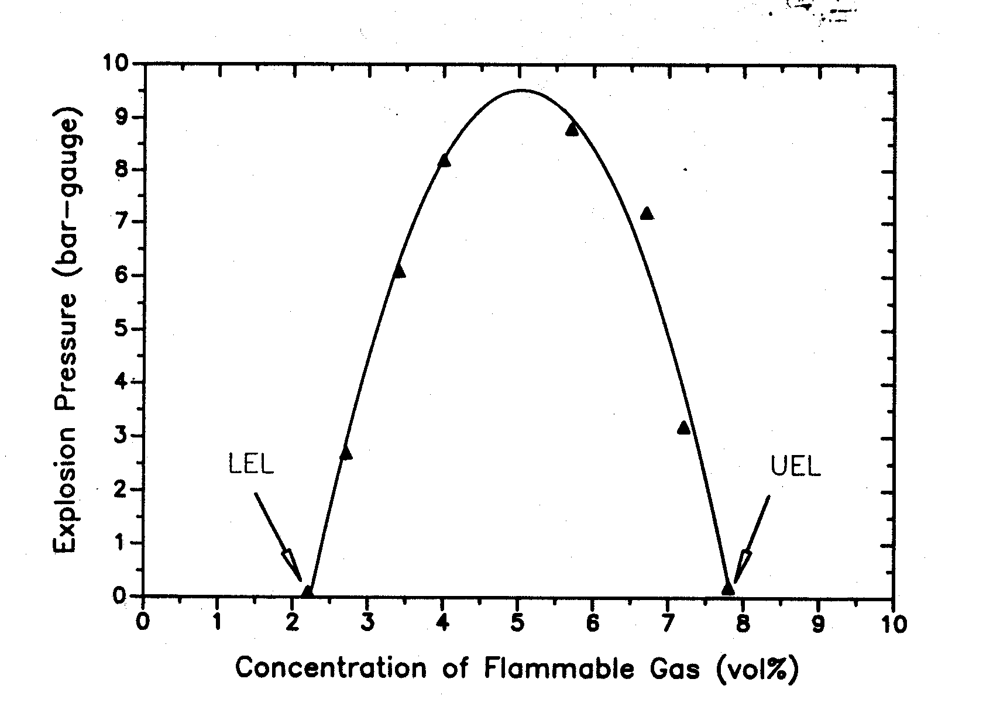 10
9
8
7
6
5
4
3
2
1
0
Explosion Pressure (bar-gauge)
LEL
UEL
0 1 2 3 4 5 6 7 8 9 10
Concentration of Flammable Gas (vol%)